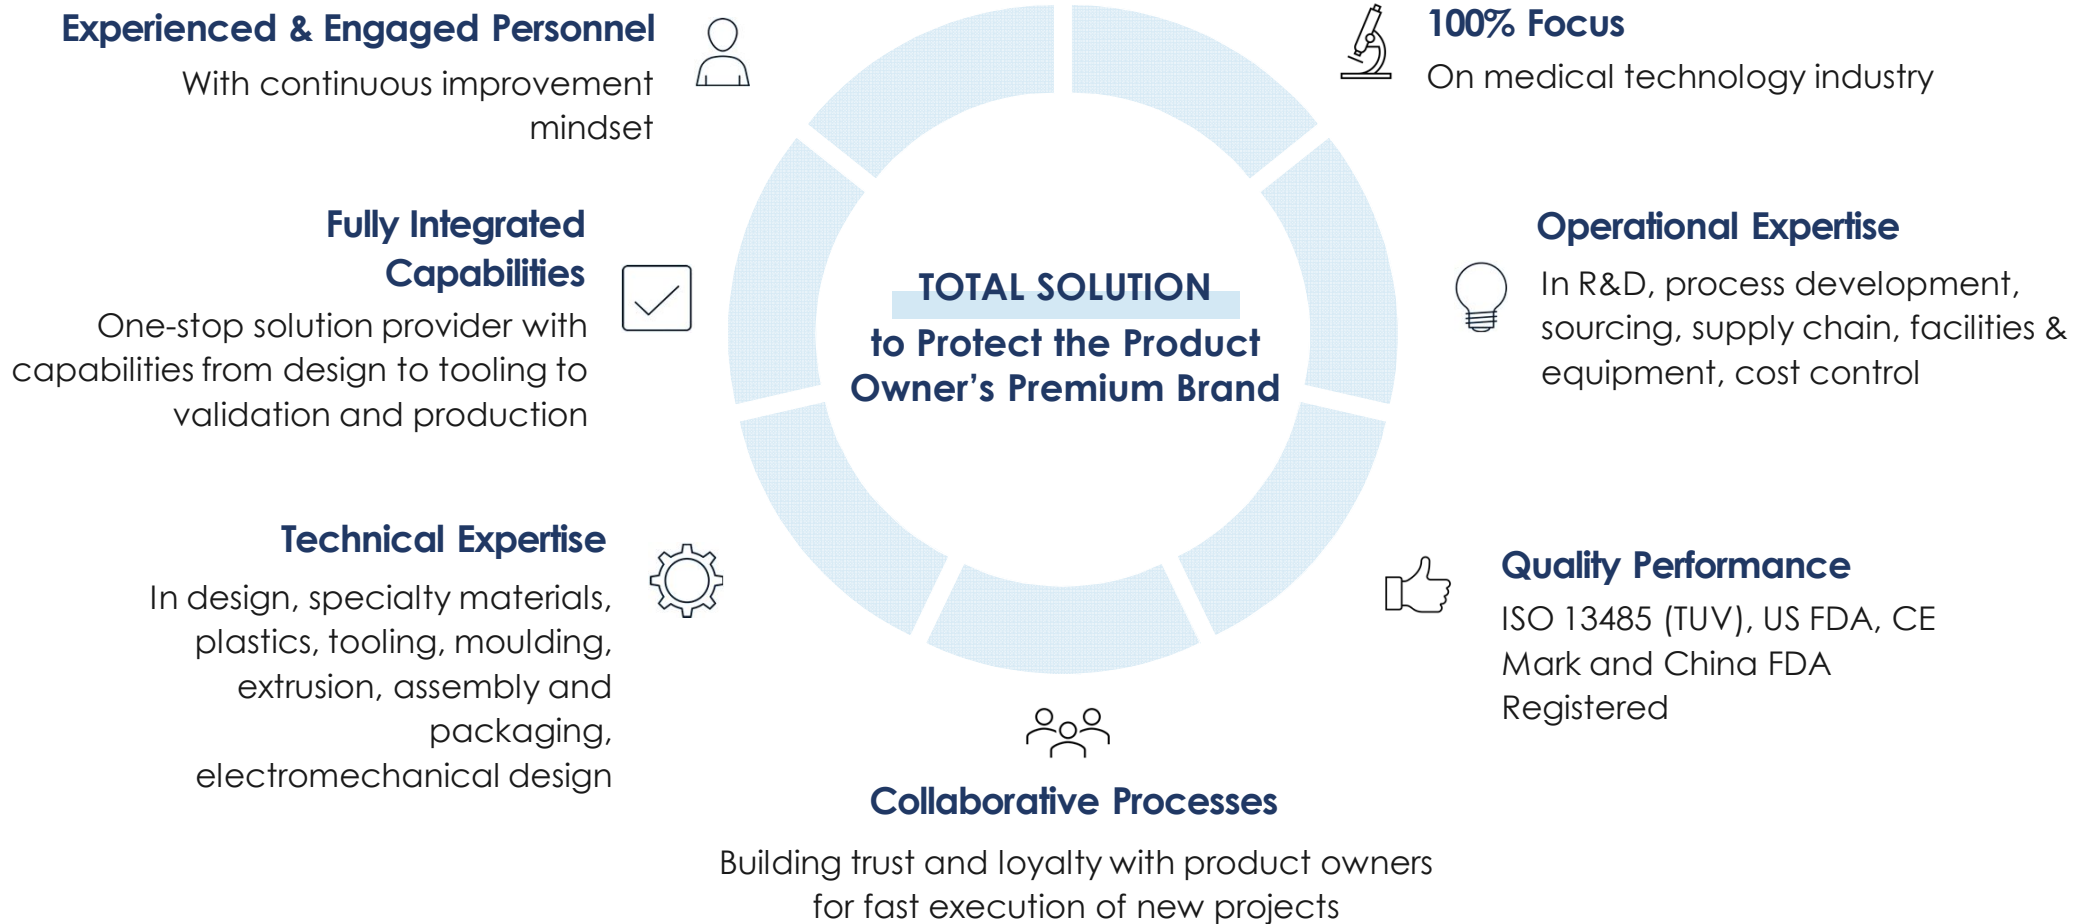 Experienced & Engaged Personnel
With continuous improvement
mindset
Fully Integrated
Capabilities
One-stop solution provider with
capabilities from design to tooling to
validation and production
Technical Expertise
In design, specialty materials,
plastics, tooling, moulding,
extrusion, assembly and
packaging,
electromechanical design
TOTAL SOLUTION
to Protect the Product
Owner’s Premium Brand
Collaborative Processes
Building trust and loyalty with product owners
for fast execution of new projects
100% Focus
On medical technology industry
Operational Expertise
In R&D, process development,
sourcing, supply chain, facilities &
equipment, cost control
Quality Performance
ISO 13485 (TUV), US FDA, CE
Mark and China FDA
Registered